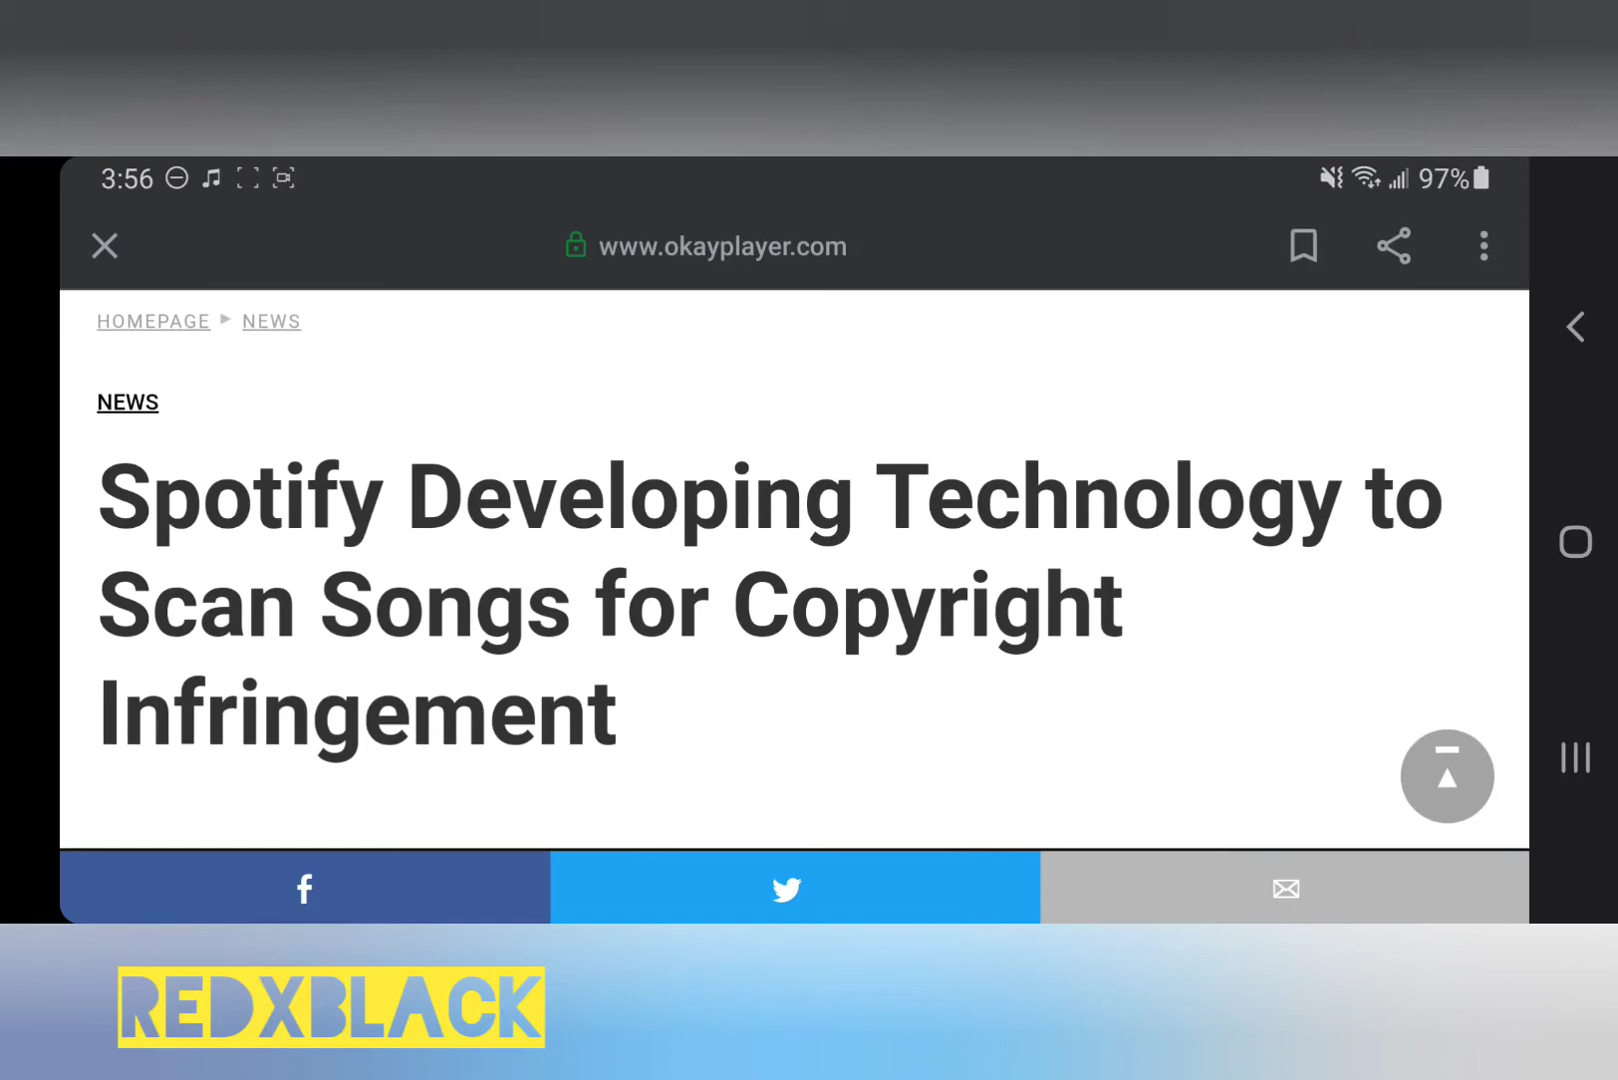 3:56
97%
www.okayplayer.com
HOMEPAGE ▸ NEWS
NEWS
Spotify Developing Technology to
Scan Songs for Copyright
Infringement
REDXBLACK